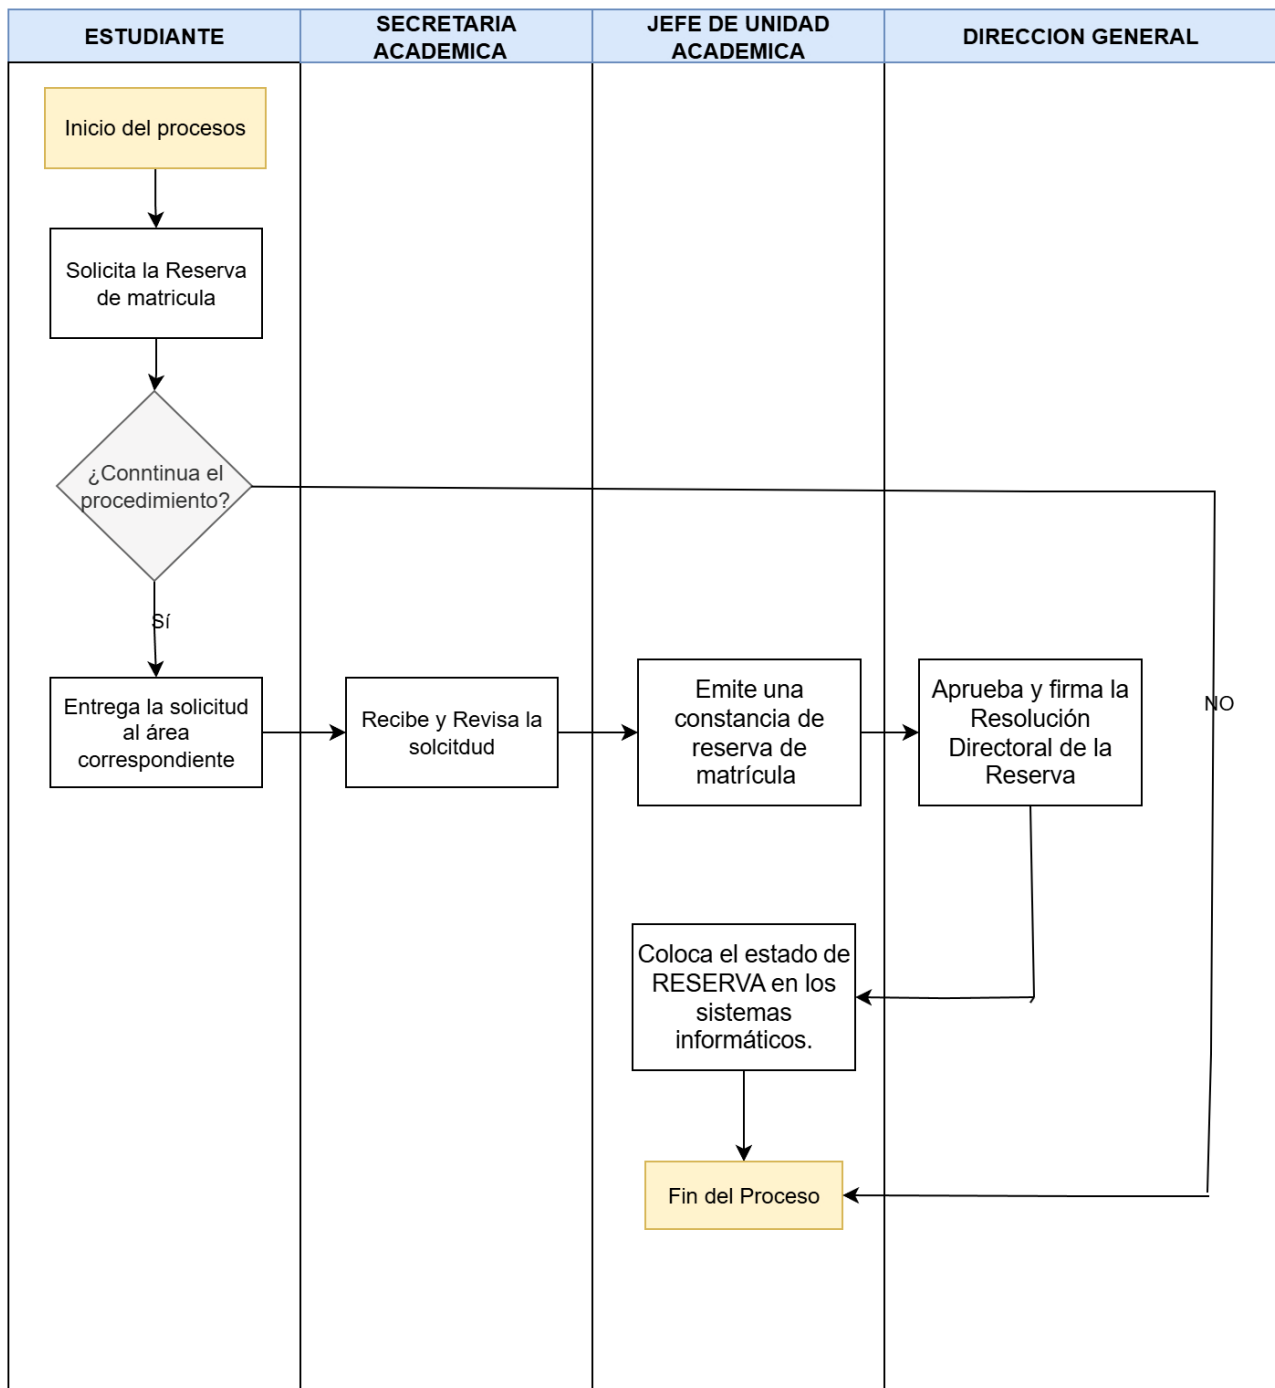 ESTUDIANTE
SECRETARIA
ACADEMICA
JEFE DE UNIDAD
ACADEMICA
DIRECCION GENERAL
Inicio del procesos
Solicita la Reserva
de matricula
¿Conntinua el
procedimiento?
Sí
NO
Entrega la solicitud
al área
correspondiente
Recibe y Revisa la
solcitdud
Emite una
constancia de
reserva de
matrícula
Aprueba y firma la
Resolución
Directoral de la
Reserva
Coloca el estado de
RESERVA en los
sistemas
informáticos.
Fin del Proceso